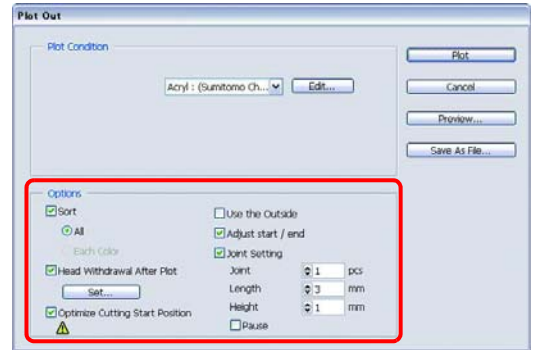 Plot Out
Plot Condition
Acryl : (Sumitomo Ch...
Edit...
Plot
Cancel
Preview...
Save As File...
Options
Sort
All
Each Color
Head Withdrawal After Plot
Set...
Optimize Cutting Start Position
Use the Outside
Adjust start / end
Joint Setting
Joint 1 pcs
Length 3 mm
Height 1 mm
Pause